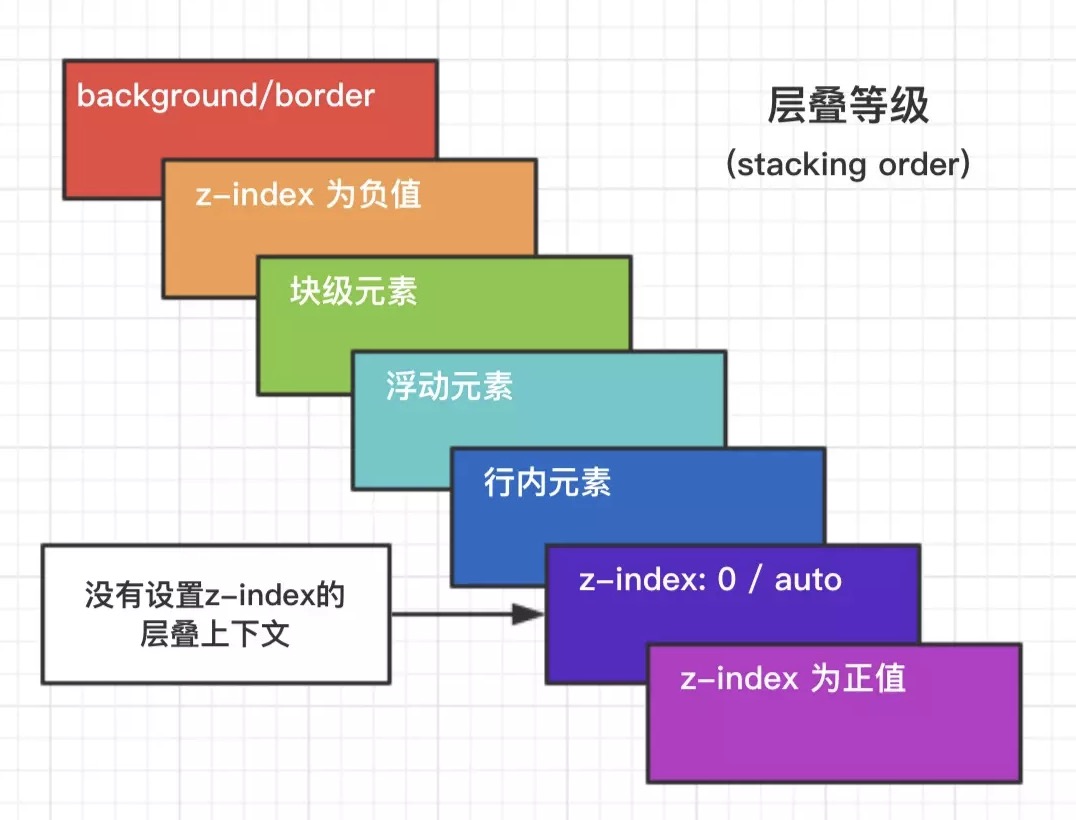 background/border
层叠等级
(stacking order)
z-index 为负值
块级元素
浮动元素
行内元素
没有设置z-index的
层叠上下文
z-index: 0 / auto
z-index 为正值